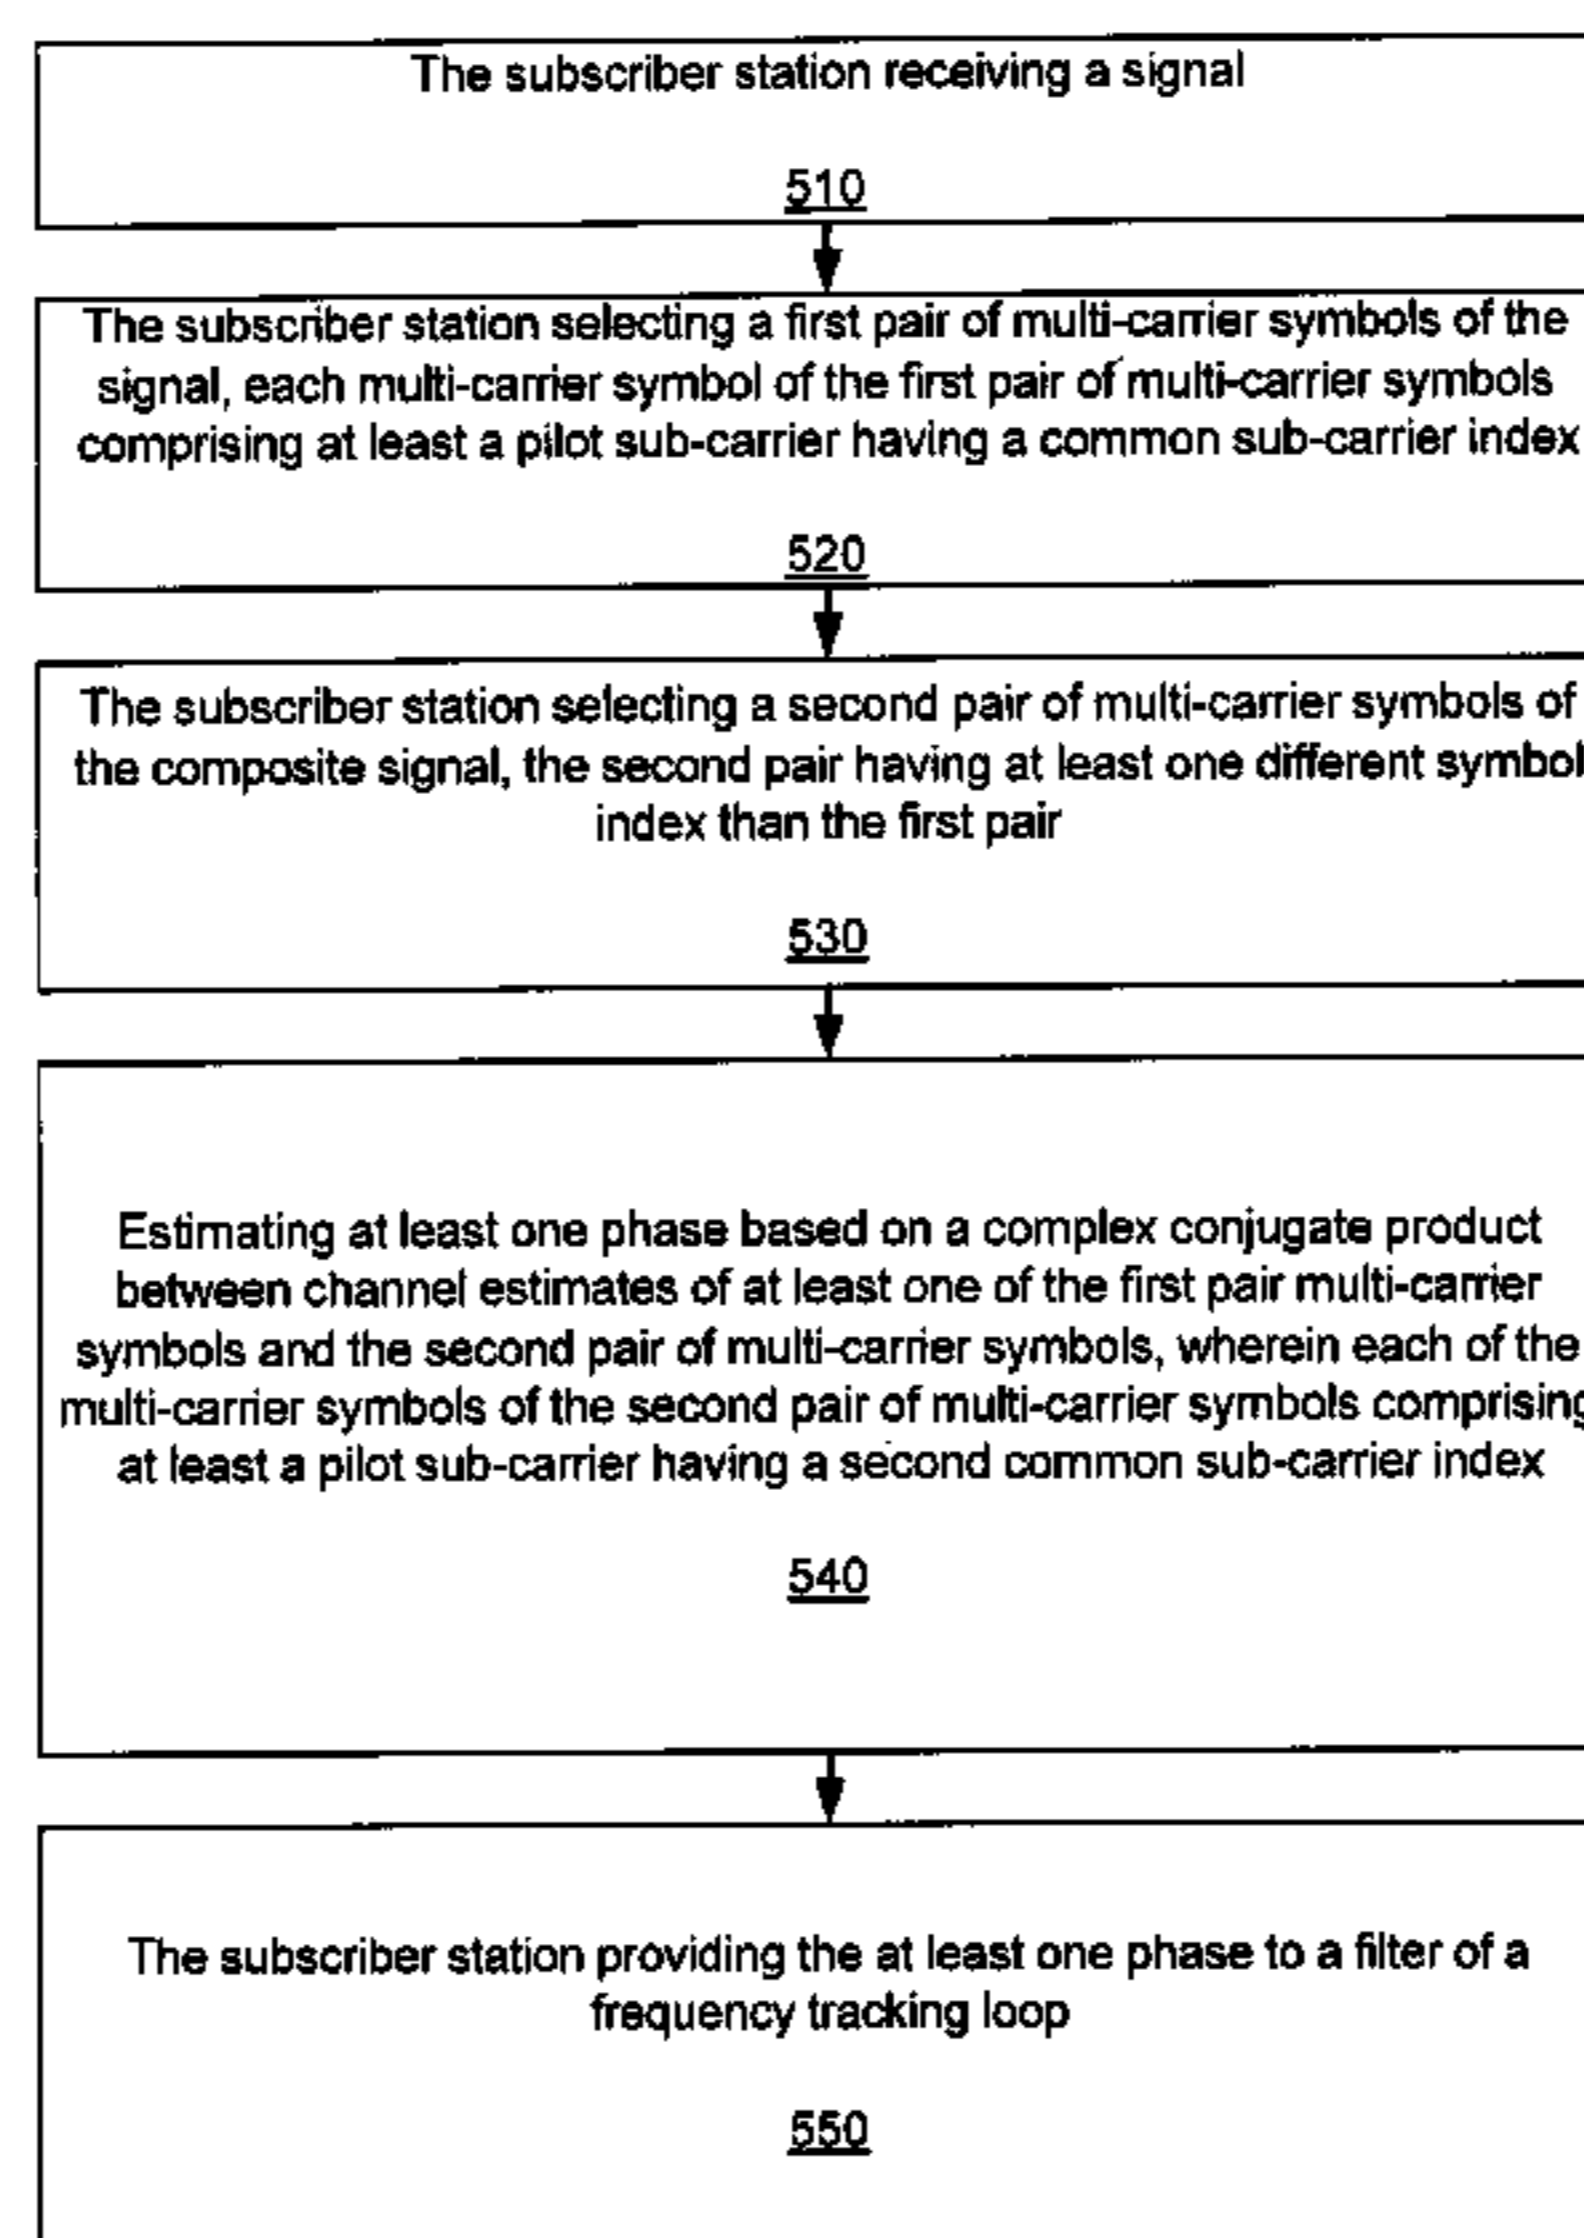 The subscriber station receiving a signal
510
The subscriber station selecting a first pair of multi-carrier symbols of the
signal, each multi-carrier symbol of the first pair of multi-carrier symbols
comprising at least a pilot sub-carrier having a common sub-carrier index
520
The subscriber station selecting a second pair of multi-carrier symbols of
the composite signal, the second pair having at least one different symbol
index than the first pair
530
Estimating at least one phase based on a complex conjugate product
between channel estimates of at least one of the first pair multi-carrier
symbols and the second pair of multi-carrier symbols, wherein each of the
multi-carrier symbols of the second pair of multi-carrier symbols comprising
at least a pilot sub-carrier having a second common sub-carrier index
540
The subscriber station providing the at least one phase to a filter of a
frequency tracking loop
550